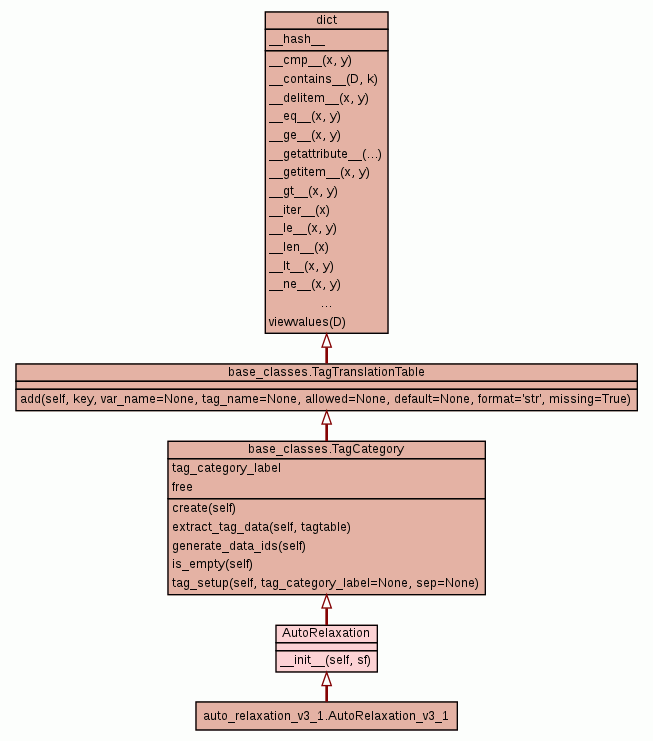 dict
__hash__
__cmp__(x, y)
__contains__(D, k)
__delitem__(x, y)
__eq__(x, y)
__ge__(x, y)
__getattribute__(...)
__getitem__(x, y)
__gt__(x, y)
__iter__(x)
__le__(x, y)
__len__(x)
__lt__(x, y)
__ne__(x, y)
...
viewvalues(D)
base_classes.TagTranslationTable
add(self, key, var_name=None, tag_name=None, allowed=None, default=None, format='str', missing=True)
base_classes.TagCategory
tag_category_label
free
create(self)
extract_tag_data(self, tagtable)
generate_data_ids(self)
is_empty(self)
tag_setup(self, tag_category_label=None, sep=None)
AutoRelaxation
__init__(self, sf)
auto_relaxation_v3_1.AutoRelaxation_v3_1